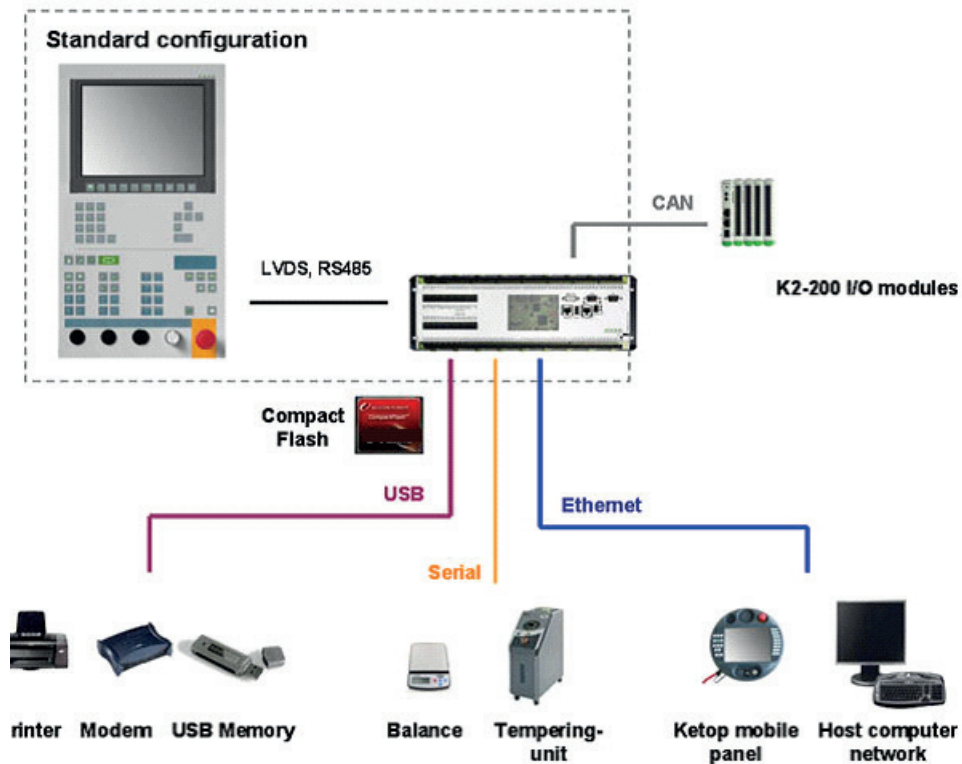 Standard configuration
CAN
LVDS, RS485
K2-200 I/O modules
Compact
Flash
CompactFlash
USB
Ethernet
Serial
rinter
Modem
USB Memory
Balance
Tempering-
unit
Ketop mobile
panel
Host computer
network